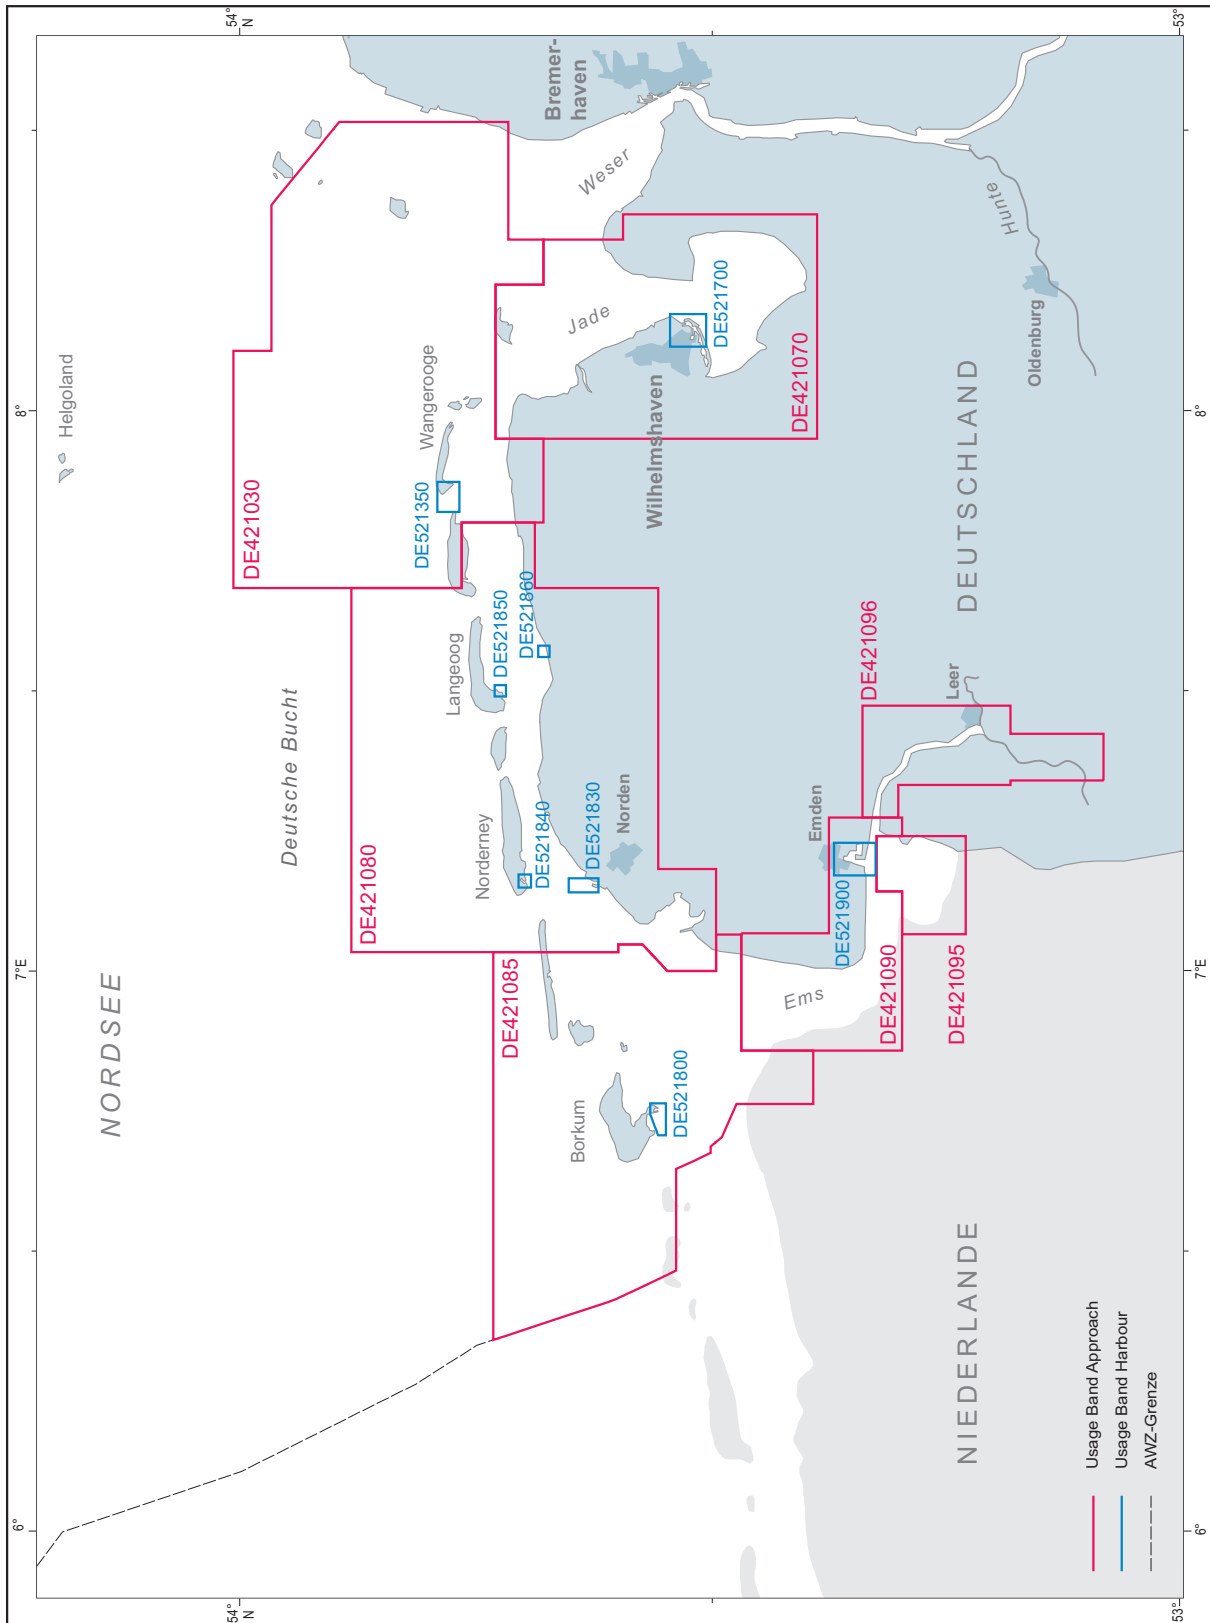 6°
7°E
8°
54°
N
54°
N
53°
53°
6°
7°E
8°
NORDSEE
Deutsche Bucht
Helgoland
DE421030
DE421080
DE421085
DE521350
Wangerooge
Langeoog
DE521850
DE521860
Norderney
DE521840
DE521830
Norden
Borkum
DE521800
Jade
Weser
Bremer-
haven
DE521700
Wilhelmshaven
DE421070
Ems
Emden
DE521900
DE421090
DE421095
DE421096
Leer
Hunte
Oldenburg
DEUTSCHLAND
NIEDERLANDE
Usage Band Approach
Usage Band Harbour
AWZ-Grenze